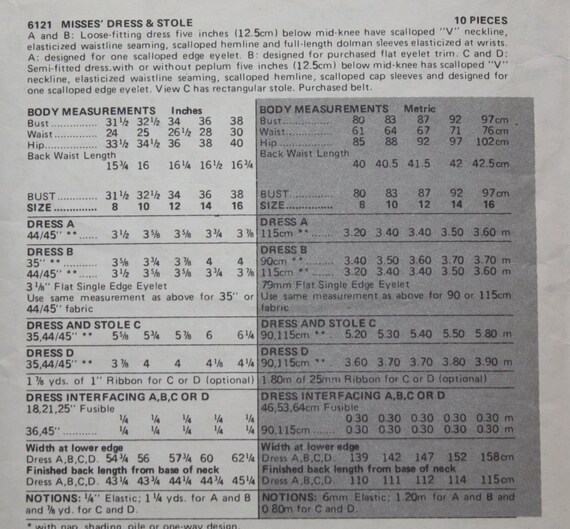 6121 MISSES' DRESS & STOLE 10 PIECES
A and B: Loose-fitting dress five inches (12.5cm) below mid-knee have scalloped "V" neckline,
elasticized waistline seaming, scalloped hemline and full-length dolman sleeves elasticized at wrists.
A: designed for one scalloped edge eyelet. B: designed for purchased flat eyelet trim. C and D:
Semi-fitted dress with or without peplum five inches (12.5cm) below mid-knee has scalloped "V"
neckline, elasticized waistline seaming, scalloped hemline, scalloped cap sleeves and designed for
one scalloped edge eyelet. View C has rectangular stole. Purchased belt.
BODY MEASUREMENTS Inches
Bust............... 31½ 32½ 34 36 38
Waist.............. 24 25 26½ 28 30
Hip................ 33½ 34½ 36 38 40
Back Waist Length
15¾ 16 16¼ 16½ 16¾
BUST............... 31½ 32½ 34 36 38
SIZE............... 8 10 12 14 16
DRESS A
44/45" **...... 3½ 3⅝ 3⅝ 3¾ 3⅞
DRESS B
35" **........... 3⅝ 3¾ 3⅞ 4 4
44/45" **...... 3½ 3⅝ 3⅝ 3¾ 3⅞
3⅛" Flat Single Edge Eyelet
Use same measurement as above for 35" or
44/45" fabric
DRESS AND STOLE C
35,44/45" ** 5⅝ 5¾ 5⅞ 6 6¼
DRESS D
35,44/45" ** 3⅞ 4 4 4⅛ 4¼
1⅞ yds. of 1" Ribbon for C or D (optional)
DRESS INTERFACING A,B,C OR D
18,21,25" Fusible
¼ ¼ ¼ ¼ ¼
36,45" .......... ¼ ¼ ¼ ¼ ¼
Width at lower edge
Dress A,B,C,D. 54¾ 56 57¾ 60 62¼
Finished back length from base of neck
Dress A,B,C,D. 43¼ 43¾ 44¼ 44¾ 45¼
NOTIONS: ¼" Elastic; 1¼ yds. for A and B
and ⅞ yd. for C and D.
BODY MEASUREMENTS Metric
Bust............... 80 83 87 92 97cm
Waist.............. 61 64 67 71 76cm
Hip................ 85 88 92 97 102cm
Back Waist Length
40 40.5 41.5 42 42.5cm
BUST............... 80 83 87 92 97cm
SIZE............... 8 10 12 14 16
DRESS A
115cm **....... 3.20 3.40 3.40 3.50 3.60 m
DRESS B
90cm **......... 3.40 3.50 3.60 3.70 3.70 m
115cm **....... 3.20 3.40 3.40 3.50 3.60 m
79mm Flat Single Edge Eyelet
Use same measurement as above for 90 or 115cm
fabric
DRESS AND STOLE C
90,115cm ** . 5.20 5.30 5.40 5.50 5.80 m
DRESS D
90,115cm ** . 3.60 3.70 3.70 3.80 3.90 m
1.80m of 25mm Ribbon for C or D (optional)
DRESS INTERFACING A,B,C OR D
46,53,64cm Fusible
0.30 0.30 0.30 0.30 0.30 m
90,115cm ...... 0.30 0.30 0.30 0.30 0.30 m
Width at lower edge
Dress A,B,C,D. 139 142 147 152 158cm
Finished back length from base of neck
Dress A,B,C,D. 110 111 112 114 115cm
NOTIONS: 6mm Elastic; 1.20m for A and B and
0.80m for C and D.
* with nap, shading, pile or one-way design.